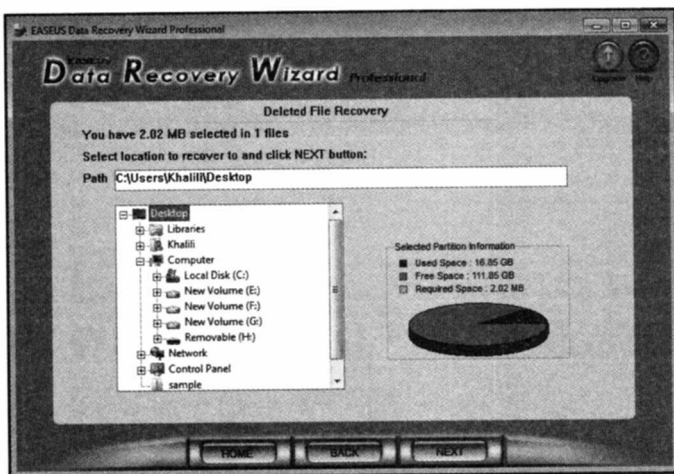 EASEUS Data Recovery Wizard Professional
EASEUS
Data Recovery Wizard Professional
Upgrade Help
Deleted File Recovery
You have 2.02 MB selected in 1 files
Select location to recover to and click NEXT button:
Path C:\Users\Khalili\Desktop
Desktop
Libraries
Khalili
Computer
Local Disk (C:)
New Volume (E:)
New Volume (F:)
New Volume (G:)
Removable (H:)
Network
Control Panel
sample
Selected Partition Information
Used Space : 16.85 GB
Free Space : 111.85 GB
Required Space : 2.02 MB
HOME BACK NEXT